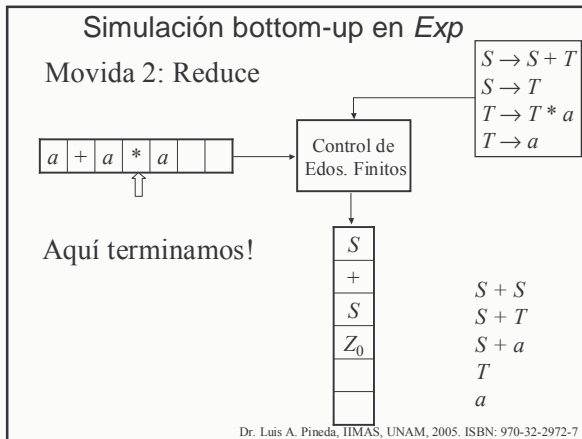 Simulación bottom-up en Exp
Movida 2: Reduce
S → S + T
S → T
T → T * a
T → a
a + a * a
Control de
Edos. Finitos
Aquí terminamos!
S
+
S
Z₀
S + S
S + T
S + a
T
a
Dr. Luis A. Pineda, IIMAS, UNAM, 2005. ISBN: 970-32-2972-7